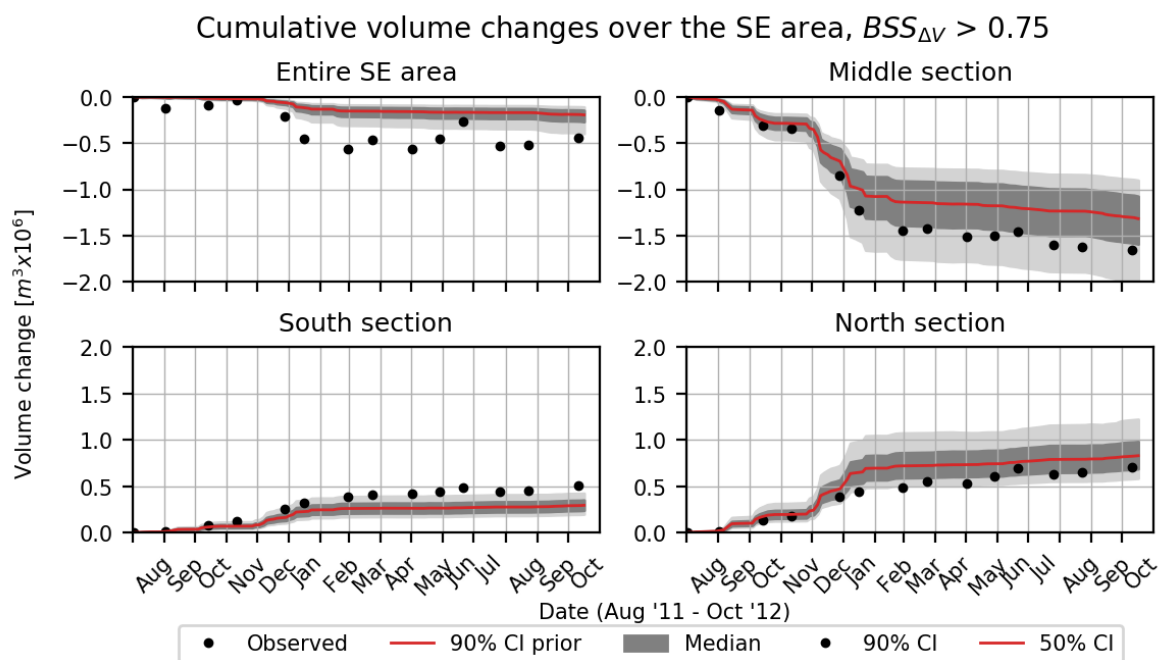 Cumulative volume changes over the SE area, BSS_ΔV > 0.75
Entire SE area
Middle section
0.0
−0.5
−1.0
−1.5
−2.0
0.0
−0.5
−1.0
−1.5
−2.0
Volume change [m³x10⁶]
South section
North section
2.0
1.5
1.0
0.5
0.0
2.0
1.5
1.0
0.5
0.0
Aug Sep Oct Nov Dec Jan Feb Mar Apr May Jun Jul Aug Sep Oct
Aug Sep Oct Nov Dec Jan Feb Mar Apr May Jun Jul Aug Sep Oct
Date (Aug '11 - Oct '12)
Observed 90% CI prior Median 90% CI 50% CI